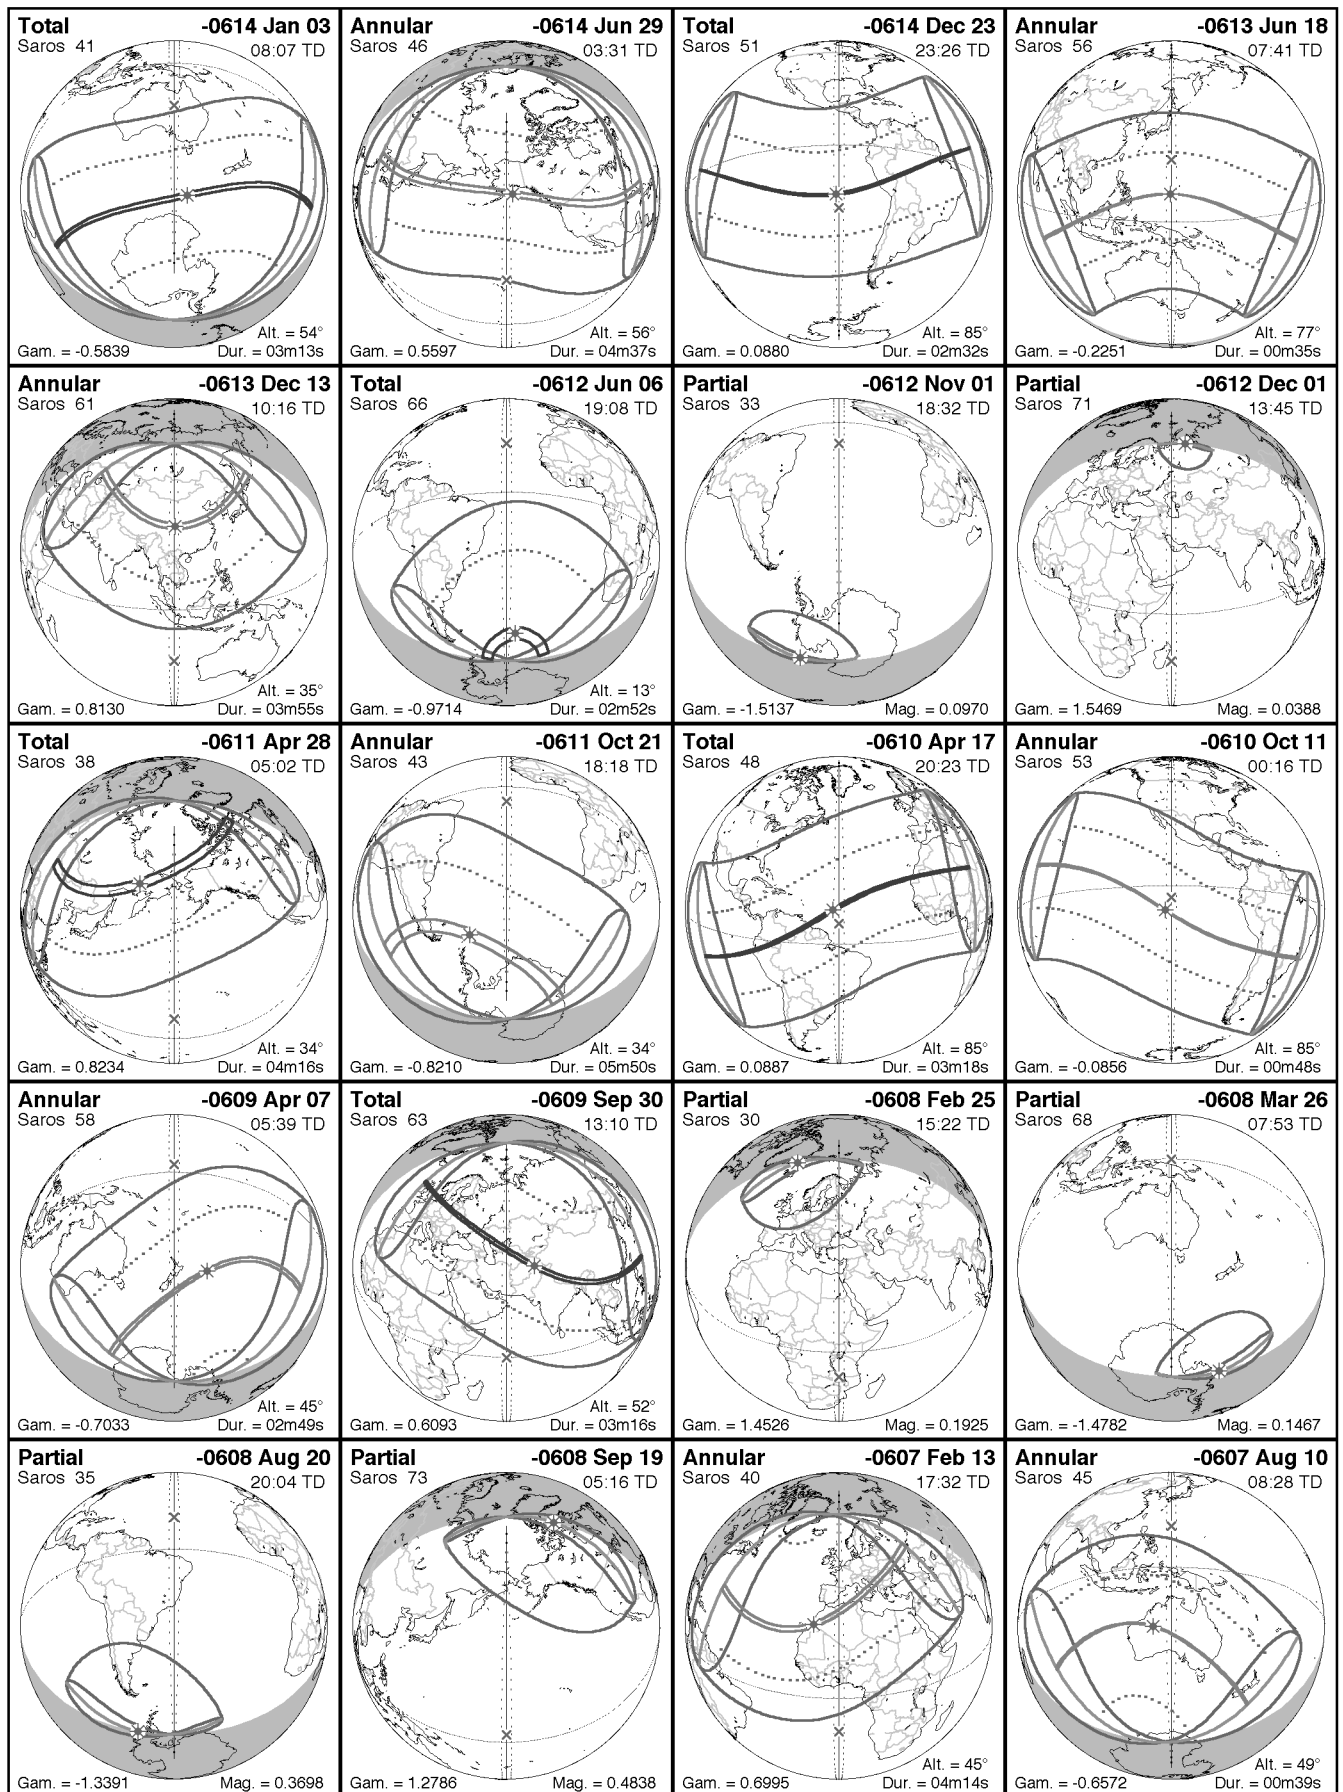 Total -0614 Jan 03
Saros 41 08:07 TD
Alt. = 54°
Gam. = -0.5839 Dur. = 03m13s
Annular -0614 Jun 29
Saros 46 03:31 TD
Alt. = 56°
Gam. = 0.5597 Dur. = 04m37s
Total -0614 Dec 23
Saros 51 23:26 TD
Alt. = 85°
Gam. = 0.0880 Dur. = 02m32s
Annular -0613 Jun 18
Saros 56 07:41 TD
Alt. = 77°
Gam. = -0.2251 Dur. = 00m35s
Annular -0613 Dec 13
Saros 61 10:16 TD
Alt. = 35°
Gam. = 0.8130 Dur. = 03m55s
Total -0612 Jun 06
Saros 66 19:08 TD
Alt. = 13°
Gam. = -0.9714 Dur. = 02m52s
Partial -0612 Nov 01
Saros 33 18:32 TD
Gam. = -1.5137 Mag. = 0.0970
Partial -0612 Dec 01
Saros 71 13:45 TD
Gam. = 1.5469 Mag. = 0.0388
Total -0611 Apr 28
Saros 38 05:02 TD
Alt. = 34°
Gam. = 0.8234 Dur. = 04m16s
Annular -0611 Oct 21
Saros 43 18:18 TD
Alt. = 34°
Gam. = -0.8210 Dur. = 05m50s
Total -0610 Apr 17
Saros 48 20:23 TD
Alt. = 85°
Gam. = 0.0887 Dur. = 03m18s
Annular -0610 Oct 11
Saros 53 00:16 TD
Alt. = 85°
Gam. = -0.0856 Dur. = 00m48s
Annular -0609 Apr 07
Saros 58 05:39 TD
Alt. = 45°
Gam. = -0.7033 Dur. = 02m49s
Total -0609 Sep 30
Saros 63 13:10 TD
Alt. = 52°
Gam. = 0.6093 Dur. = 03m16s
Partial -0608 Feb 25
Saros 30 15:22 TD
Gam. = 1.4526 Mag. = 0.1925
Partial -0608 Mar 26
Saros 68 07:53 TD
Gam. = -1.4782 Mag. = 0.1467
Partial -0608 Aug 20
Saros 35 20:04 TD
Gam. = -1.3391 Mag. = 0.3698
Partial -0608 Sep 19
Saros 73 05:16 TD
Gam. = 1.2786 Mag. = 0.4838
Annular -0607 Feb 13
Saros 40 17:32 TD
Alt. = 45°
Gam. = 0.6995 Dur. = 04m14s
Annular -0607 Aug 10
Saros 45 08:28 TD
Alt. = 49°
Gam. = -0.6572 Dur. = 00m39s